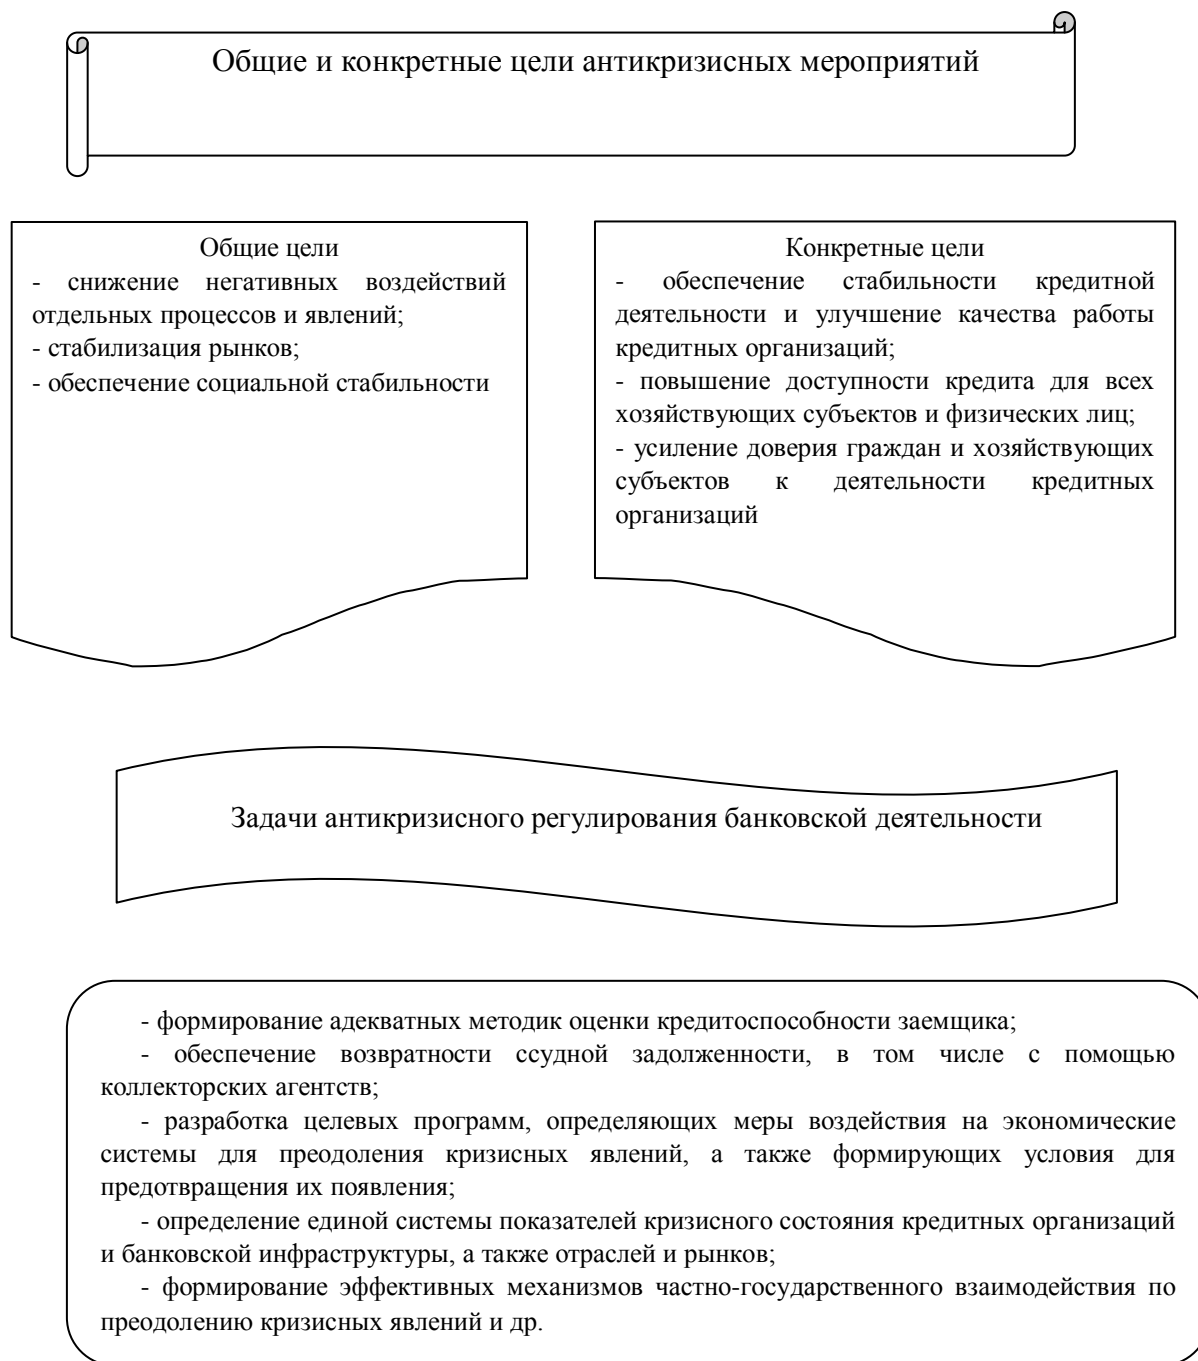 Общие и конкретные цели антикризисных мероприятий
Общие цели
- снижение негативных воздействий
отдельных процессов и явлений;
- стабилизация рынков;
- обеспечение социальной стабильности
Конкретные цели
- обеспечение стабильности кредитной
деятельности и улучшение качества работы
кредитных организаций;
- повышение доступности кредита для всех
хозяйствующих субъектов и физических лиц;
- усиление доверия граждан и хозяйствующих
субъектов к деятельности кредитных
организаций
Задачи антикризисного регулирования банковской деятельности
- формирование адекватных методик оценки кредитоспособности заемщика;
- обеспечение возвратности ссудной задолженности, в том числе с помощью
коллекторских агентств;
- разработка целевых программ, определяющих меры воздействия на экономические
системы для преодоления кризисных явлений, а также формирующих условия для
предотвращения их появления;
- определение единой системы показателей кризисного состояния кредитных организаций
и банковской инфраструктуры, а также отраслей и рынков;
- формирование эффективных механизмов частно-государственного взаимодействия по
преодолению кризисных явлений и др.